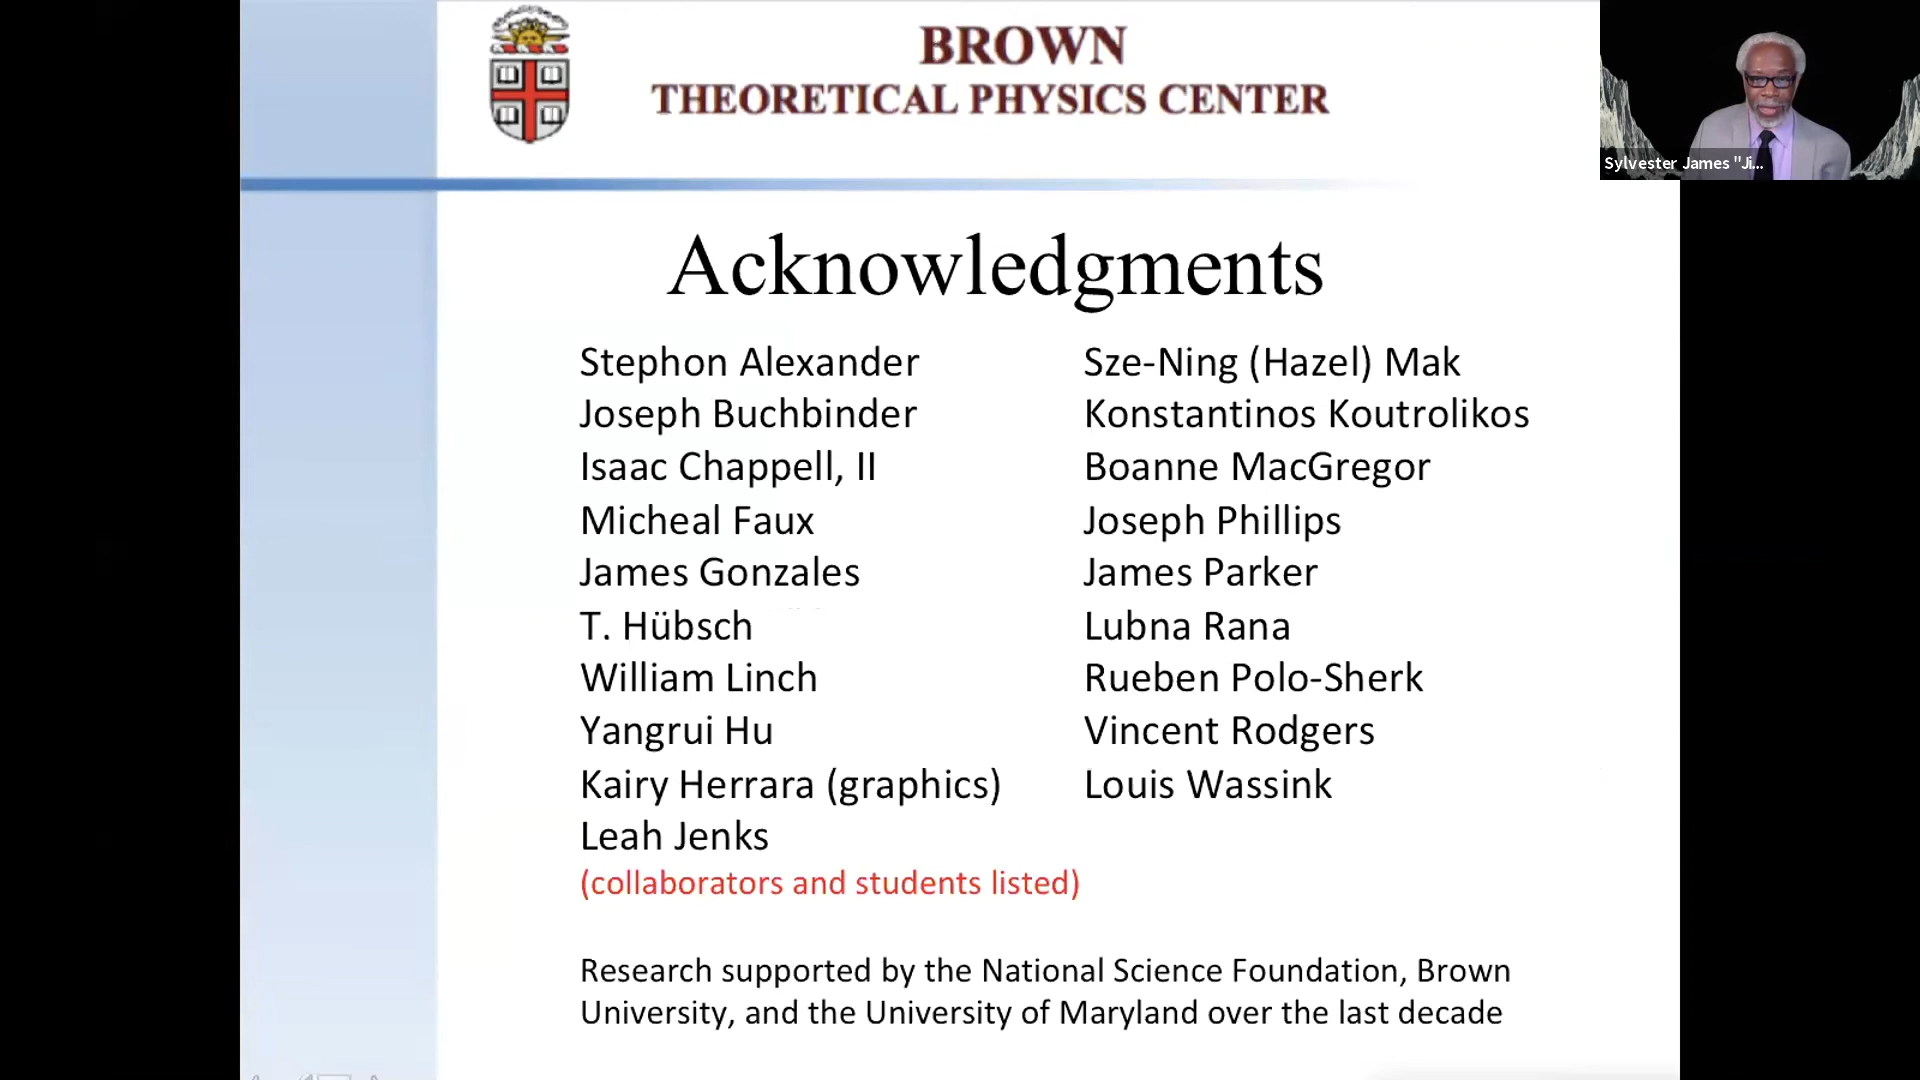 BROWN
THEORETICAL PHYSICS CENTER
Sylvester James "Ji...
Acknowledgments
Stephon Alexander
Joseph Buchbinder
Isaac Chappell, II
Micheal Faux
James Gonzales
T. Hübsch
William Linch
Yangrui Hu
Kairy Herrara (graphics)
Leah Jenks
(collaborators and students listed)
Sze-Ning (Hazel) Mak
Konstantinos Koutrolikos
Boanne MacGregor
Joseph Phillips
James Parker
Lubna Rana
Rueben Polo-Sherk
Vincent Rodgers
Louis Wassink
Research supported by the National Science Foundation, Brown
University, and the University of Maryland over the last decade